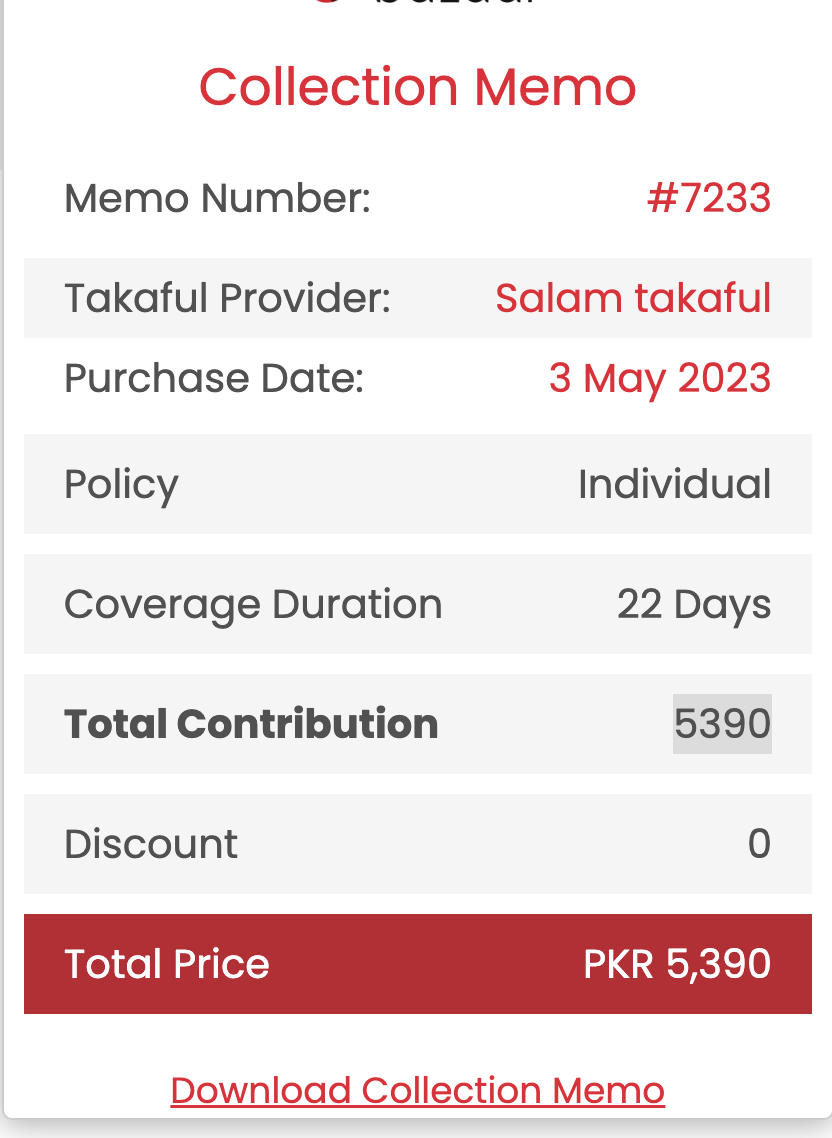 Collection Memo
Memo Number: #7233
Takaful Provider: Salam takaful
Purchase Date: 3 May 2023
Policy Individual
Coverage Duration 22 Days
Total Contribution 5390
Discount 0
Total Price PKR 5,390
Download Collection Memo